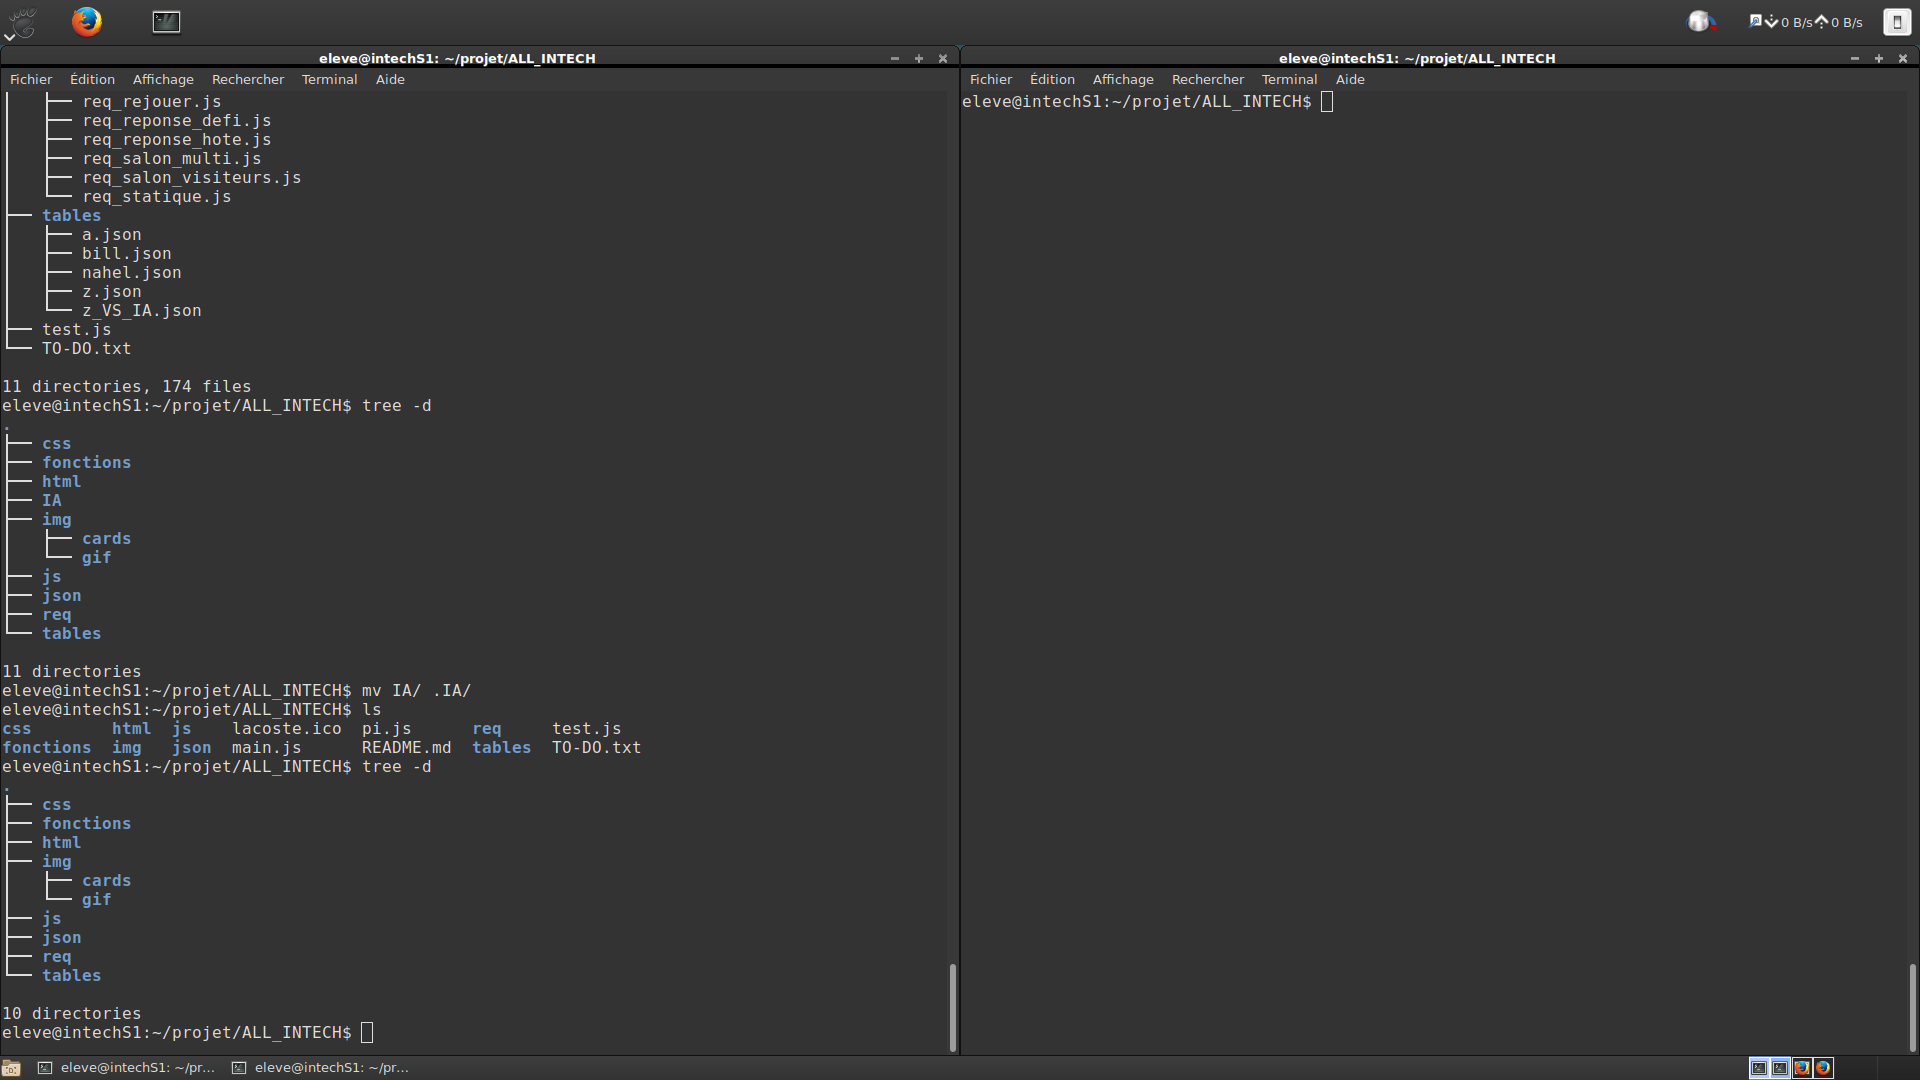 0 B/s 0 B/s
eleve@intechS1: ~/projet/ALL_INTECH
Fichier Édition Affichage Rechercher Terminal Aide
├── req_rejouer.js
├── req_reponse_defi.js
├── req_reponse_hote.js
├── req_salon_multi.js
├── req_salon_visiteurs.js
└── req_statique.js
├── tables
├── a.json
├── bill.json
├── nahel.json
├── z.json
└── z_VS_IA.json
├── test.js
└── TO-DO.txt
11 directories, 174 files
eleve@intechS1:~/projet/ALL_INTECH$ tree -d
.
├── css
├── fonctions
├── html
├── IA
├── img
│   ├── cards
│   └── gif
├── js
├── json
├── req
└── tables
11 directories
eleve@intechS1:~/projet/ALL_INTECH$ mv IA/ .IA/
eleve@intechS1:~/projet/ALL_INTECH$ ls
css html js lacoste.ico pi.js req test.js
fonctions img json main.js README.md tables TO-DO.txt
eleve@intechS1:~/projet/ALL_INTECH$ tree -d
.
├── css
├── fonctions
├── html
├── img
│   ├── cards
│   └── gif
├── js
├── json
├── req
└── tables
10 directories
eleve@intechS1:~/projet/ALL_INTECH$
eleve@intechS1: ~/projet/ALL_INTECH
Fichier Édition Affichage Rechercher Terminal Aide
eleve@intechS1:~/projet/ALL_INTECH$
eleve@intechS1: ~/pr... eleve@intechS1: ~/pr...